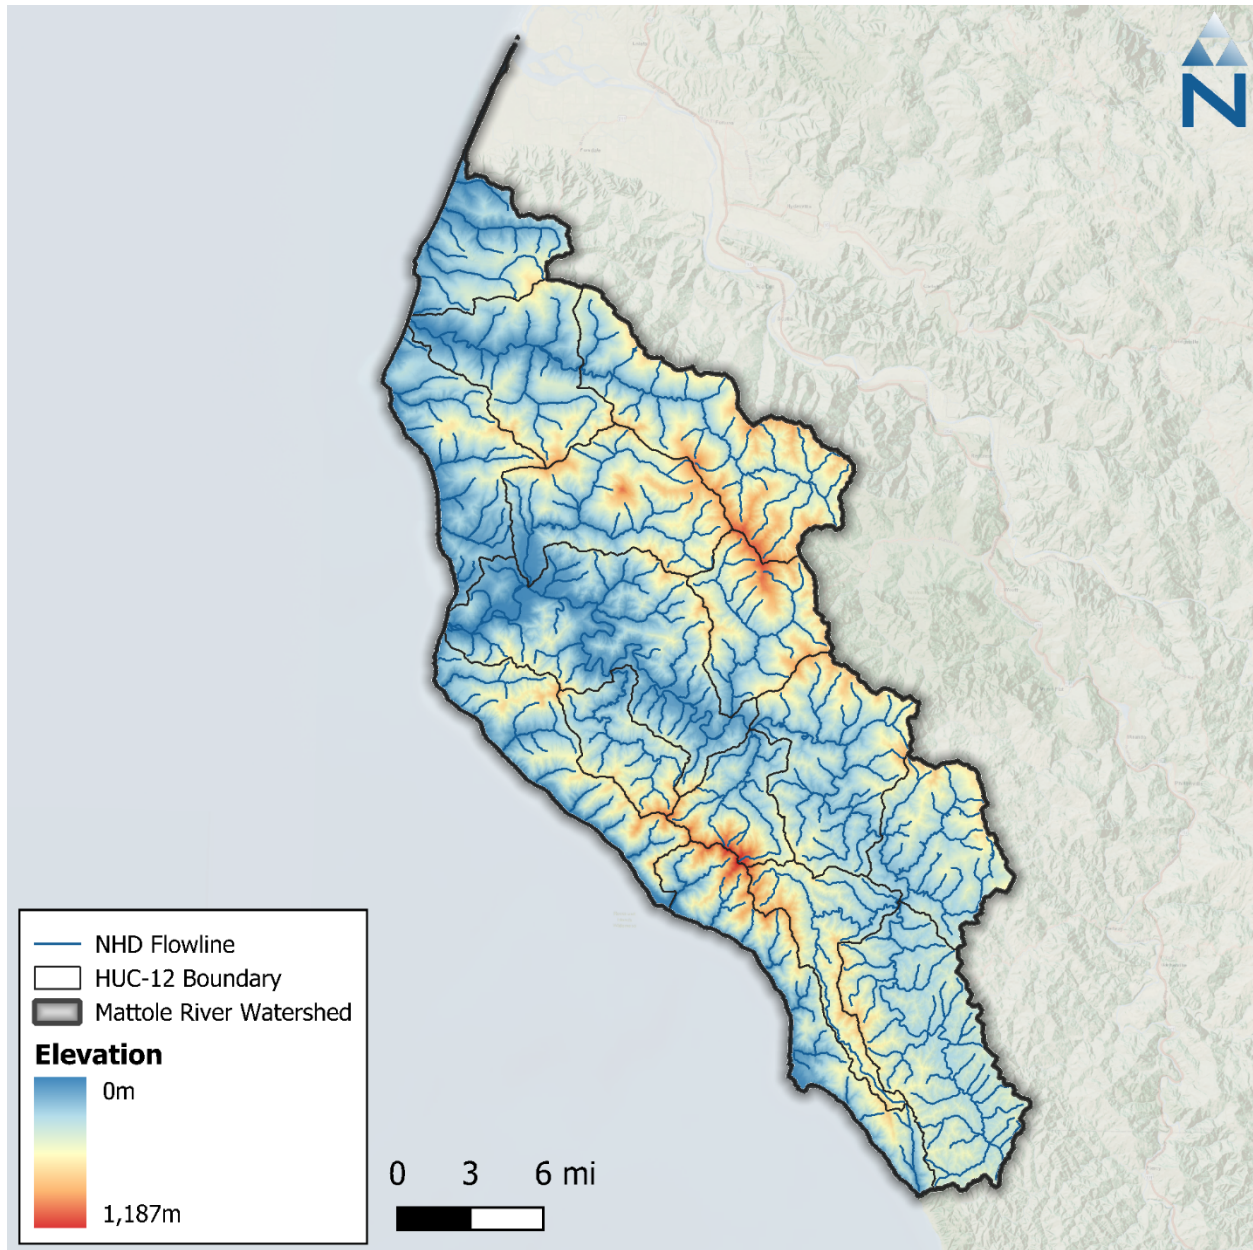 N
NHD Flowline
HUC-12 Boundary
Mattole River Watershed
Elevation
0m
1,187m
0 3 6 mi